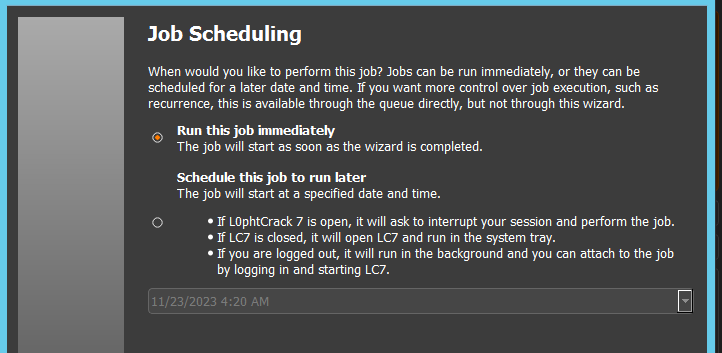 Job Scheduling
When would you like to perform this job? Jobs can be run immediately, or they can be
scheduled for a later date and time. If you want more control over job execution, such as
recurrence, this is available through the queue directly, but not through this wizard.
Run this job immediately
The job will start as soon as the wizard is completed.
Schedule this job to run later
The job will start at a specified date and time.
• If L0phtCrack 7 is open, it will ask to interrupt your session and perform the job.
• If LC7 is closed, it will open LC7 and run in the system tray.
• If you are logged out, it will run in the background and you can attach to the job
by logging in and starting LC7.
11/23/2023 4:20 AM